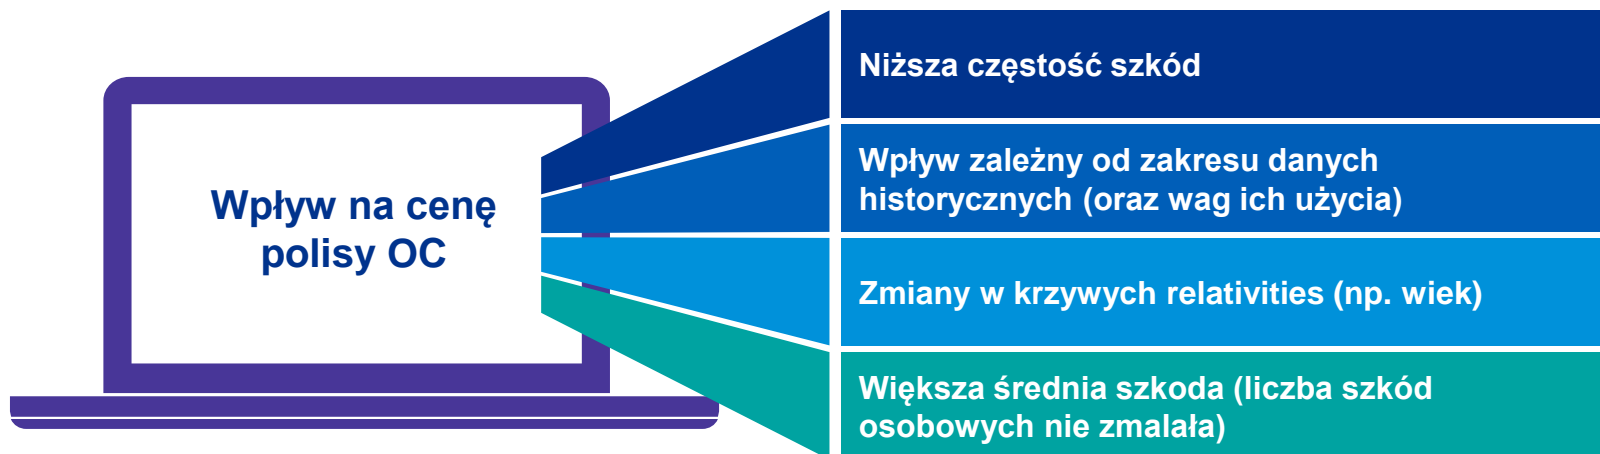 Wpływ na cenę
polisy OC
Niższa częstość szkód
Wpływ zależny od zakresu danych
historycznych (oraz wag ich użycia)
Zmiany w krzywych relativities (np. wiek)
Większa średnia szkoda (liczba szkód
osobowych nie zmalała)